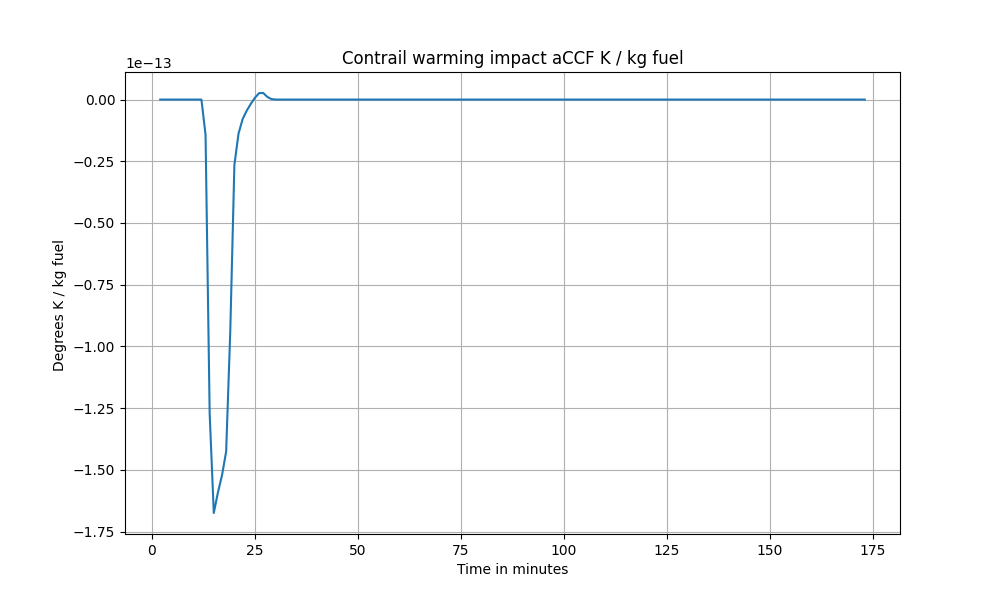 Contrail warming impact aCCF K / kg fuel
1e−13
0.00
−0.25
−0.50
−0.75
−1.00
−1.25
−1.50
−1.75
Degrees K / kg fuel
0 25 50 75 100 125 150 175
Time in minutes